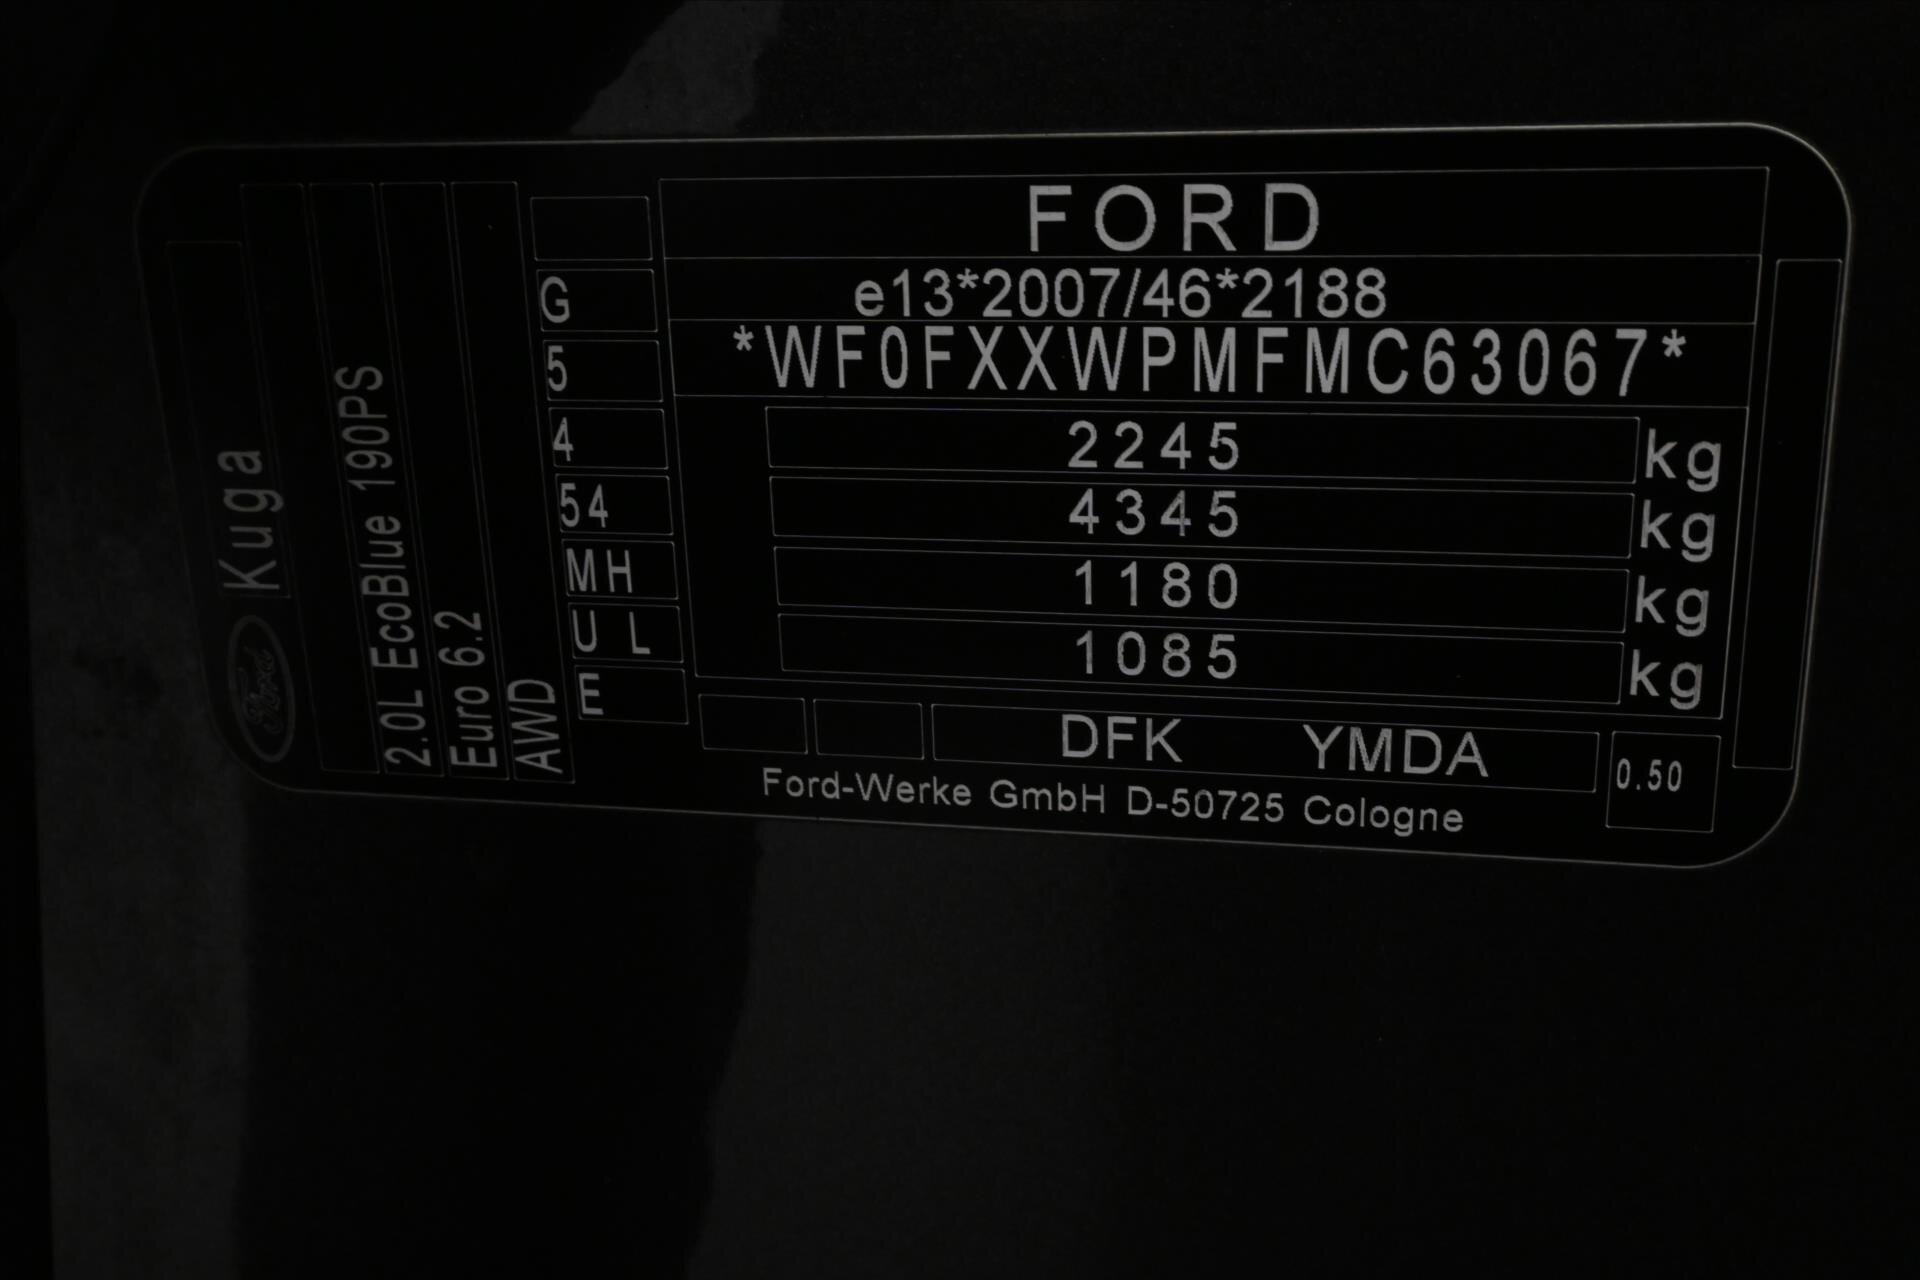 FORD
e13*2007/46*2188
*WF0FXXWPMFMC63067*
2245 kg
4345 kg
1180 kg
1085 kg
DFK YMDA
0.50
Ford-Werke GmbH D-50725 Cologne
G
5
4
54
MH
U L
E
Ford
Kuga
2.0L EcoBlue 190PS
Euro 6.2
AWD